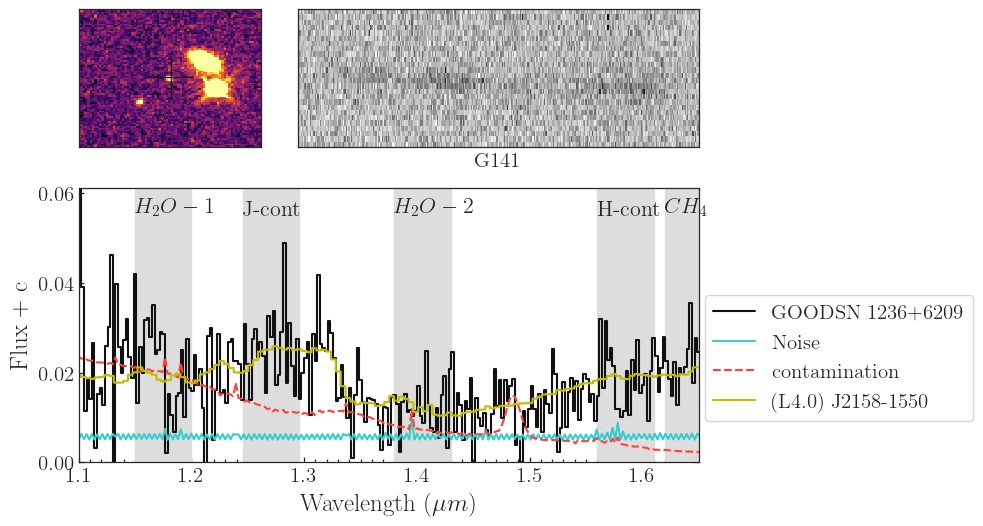 G141
H₂O − 1
J-cont
H₂O − 2
H-cont
CH₄
0.06
0.04
0.02
0.00
Flux + c
1.1
1.2
1.3
1.4
1.5
1.6
Wavelength (μm)
GOODSN 1236+6209
Noise
contamination
(L4.0) J2158-1550